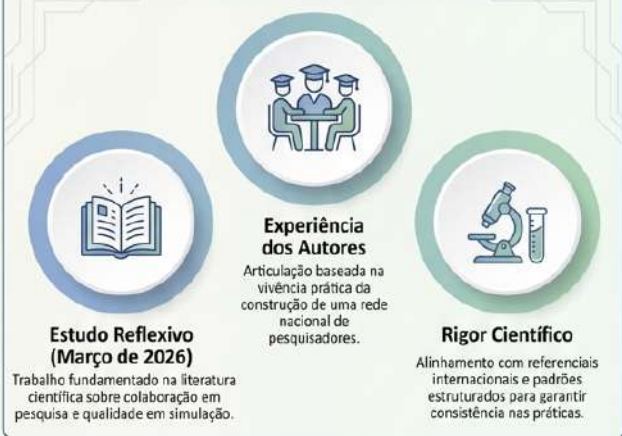 Estudo Reflexivo
(Março de 2026)
Trabalho fundamentado na literatura
científica sobre colaboração em
pesquisa e qualidade em simulação.
Experiência
dos Autores
Articulação baseada na
vivência prática da
construção de uma rede
nacional de
pesquisadores.
Rigor Científico
Alinhamento com referenciais
internacionais e padrões
estruturados para garantir
consistência nas práticas.